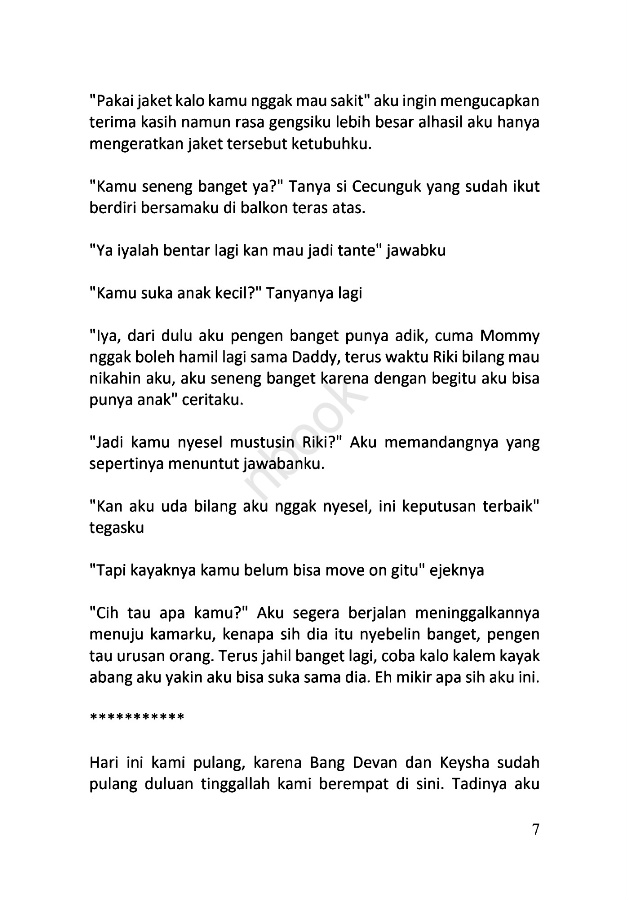 "Pakai jaket kalo kamu nggak mau sakit" aku ingin mengucapkan
terima kasih namun rasa gengsiku lebih besar alhasil aku hanya
mengeratkan jaket tersebut ketubuhku.
"Kamu seneng banget ya?" Tanya si Cecunguk yang sudah ikut
berdiri bersamaku di balkon teras atas.
"Ya iyalah bentar lagi kan mau jadi tante" jawabku
"Kamu suka anak kecil?" Tanyanya lagi
"Iya, dari dulu aku pengen banget punya adik, cuma Mommy
nggak boleh hamil lagi sama Daddy, terus waktu Riki bilang mau
nikahin aku, aku seneng banget karena dengan begitu aku bisa
punya anak" ceritaku.
"Jadi kamu nyesel mustusin Riki?" Aku memandangnya yang
sepertinya menuntut jawabanku.
"Kan aku uda bilang aku nggak nyesel, ini keputusan terbaik"
tegasku
"Tapi kayaknya kamu belum bisa move on gitu" ejeknya
"Cih tau apa kamu?" Aku segera berjalan meninggalkannya
menuju kamarku, kenapa sih dia itu nyebelin banget, pengen
tau urusan orang. Terus jahil banget lagi, coba kalo kalem kayak
abang aku yakin aku bisa suka sama dia. Eh mikir apa sih aku ini.
***********
Hari ini kami pulang, karena Bang Devan dan Keysha sudah
pulang duluan tinggallah kami berempat di sini. Tadinya aku
7
nbook